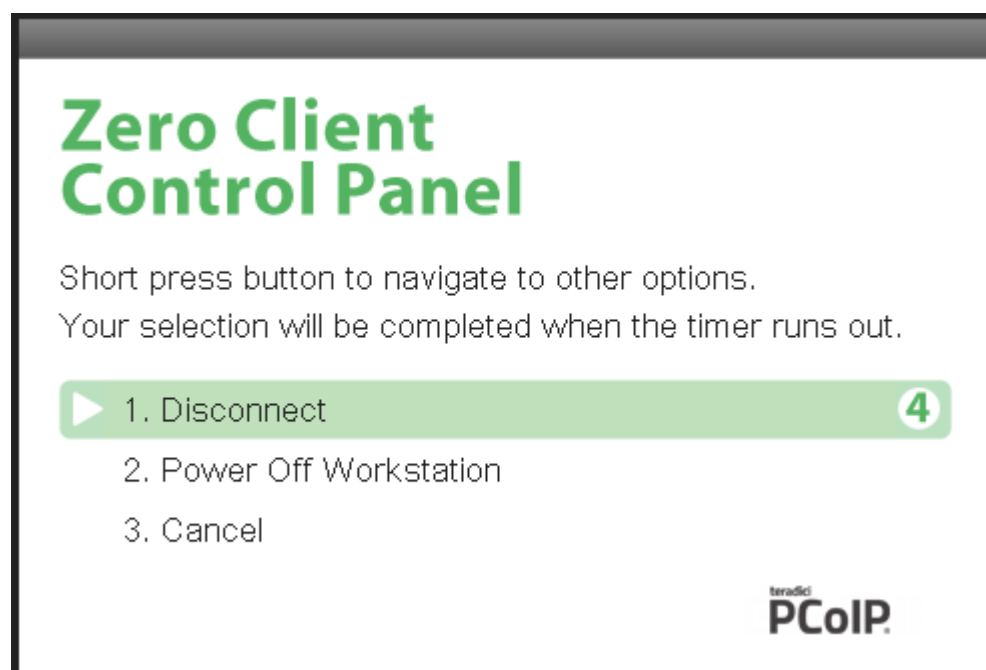 Zero Client
Control Panel
Short press button to navigate to other options.
Your selection will be completed when the timer runs out.
1. Disconnect 4
2. Power Off Workstation
3. Cancel
teradici
PCoIP®